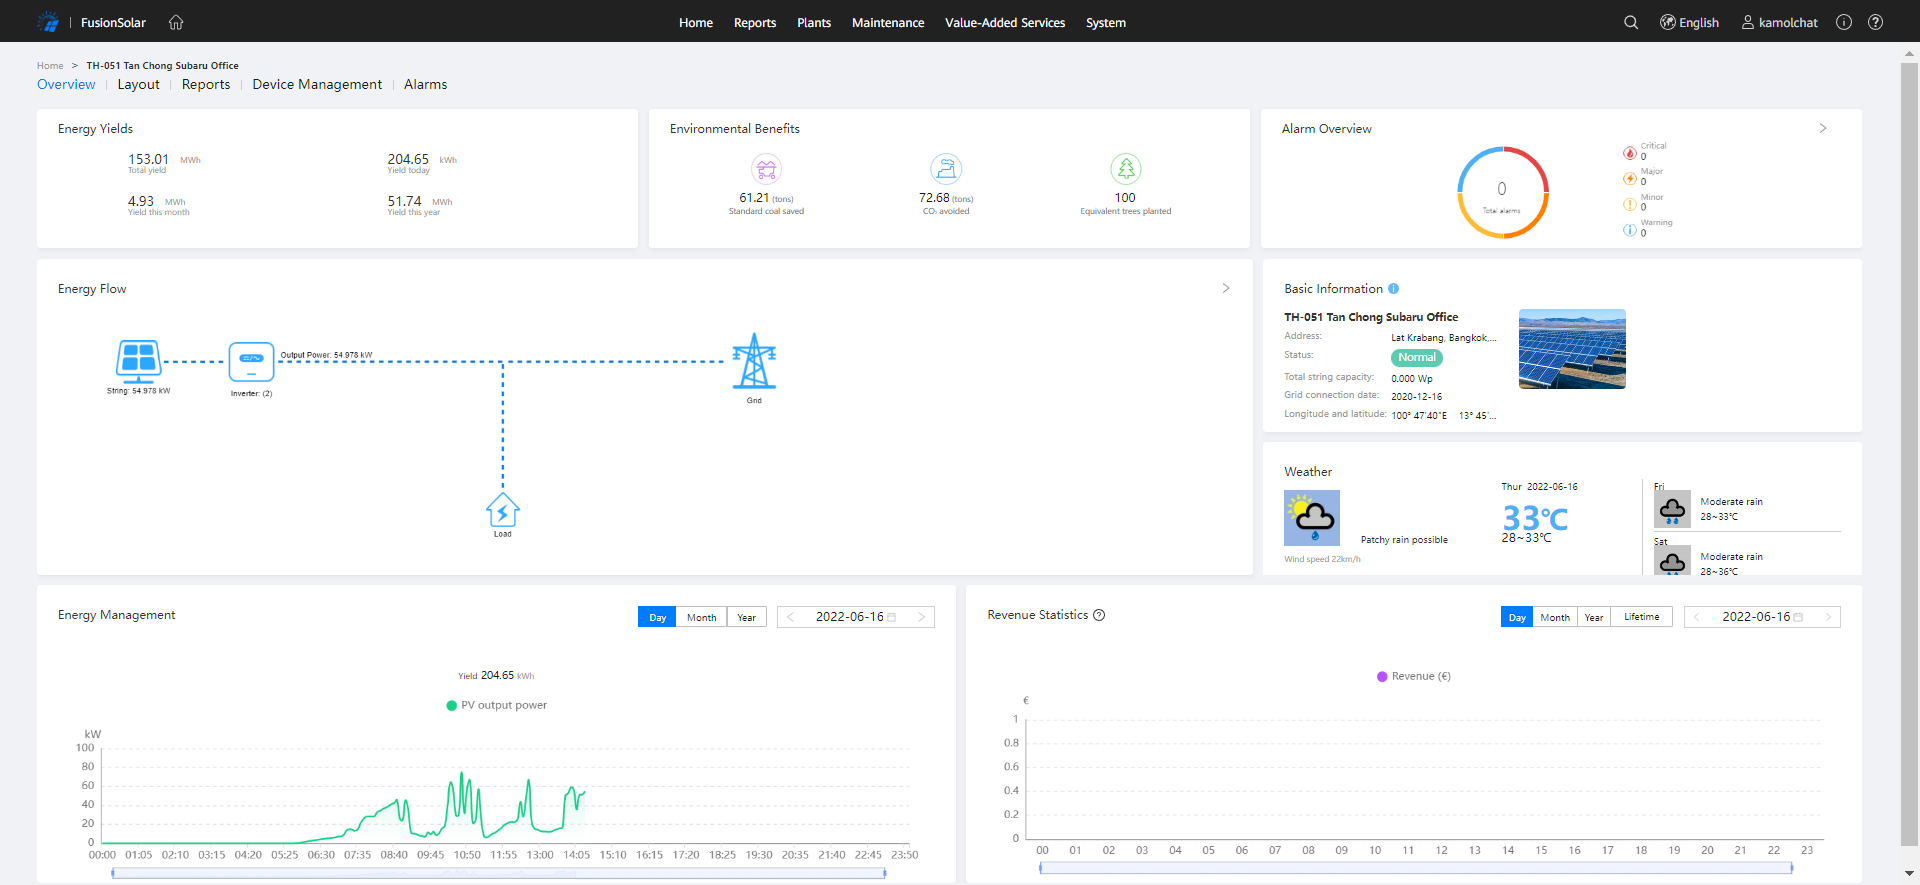 FusionSolar
Home Reports Plants Maintenance Value-Added Services System
English kamolchat
Home > TH-051 Tan Chong Subaru Office
Overview Layout Reports Device Management Alarms
Energy Yields
153.01 MWh
Total yield
204.65 kWh
Yield today
4.93 MWh
Yield this month
51.74 MWh
Yield this year
Environmental Benefits
61.21 (tons)
Standard coal saved
72.68 (tons)
CO₂ avoided
100
Equivalent trees planted
Alarm Overview
0
Total alarms
Critical
0
Major
0
Minor
0
Warning
0
Energy Flow
String: 54.978 kW
Inverter: (2)
Output Power: 54.978 kW
Grid
Load
Basic Information
TH-051 Tan Chong Subaru Office
Address: Lat Krabang, Bangkok,...
Status: Normal
Total string capacity: 0.000 Wp
Grid connection date: 2020-12-16
Longitude and latitude: 100° 47'40"E 13° 45'...
Weather
Patchy rain possible
Wind speed 22km/h
Thur 2022-06-16
33℃
28~33℃
Fri
Moderate rain
28~33℃
Sat
Moderate rain
28~36℃
Energy Management
Day Month Year
2022-06-16
Yield 204.65 kWh
PV output power
kW
100
80
60
40
20
0
00:00 01:05 02:10 03:15 04:20 05:25 06:30 07:35 08:40 09:45 10:50 11:55 13:00 14:05 15:10 16:15 17:20 18:25 19:30 20:35 21:40 22:45 23:50
Revenue Statistics
Day Month Year Lifetime
2022-06-16
Revenue (€)
€
1
0.8
0.6
0.4
0.2
0
00 01 02 03 04 05 06 07 08 09 10 11 12 13 14 15 16 17 18 19 20 21 22 23